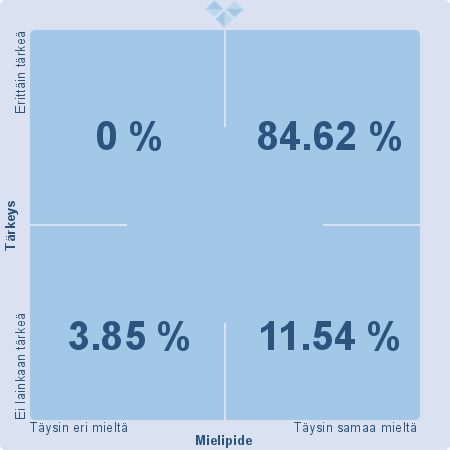 Erittäin tärkeä
0 %
84.62 %
Tärkeys
Ei lainkaan tärkeä
3.85 %
11.54 %
Täysin eri mieltä
Täysin samaa mieltä
Mielipide